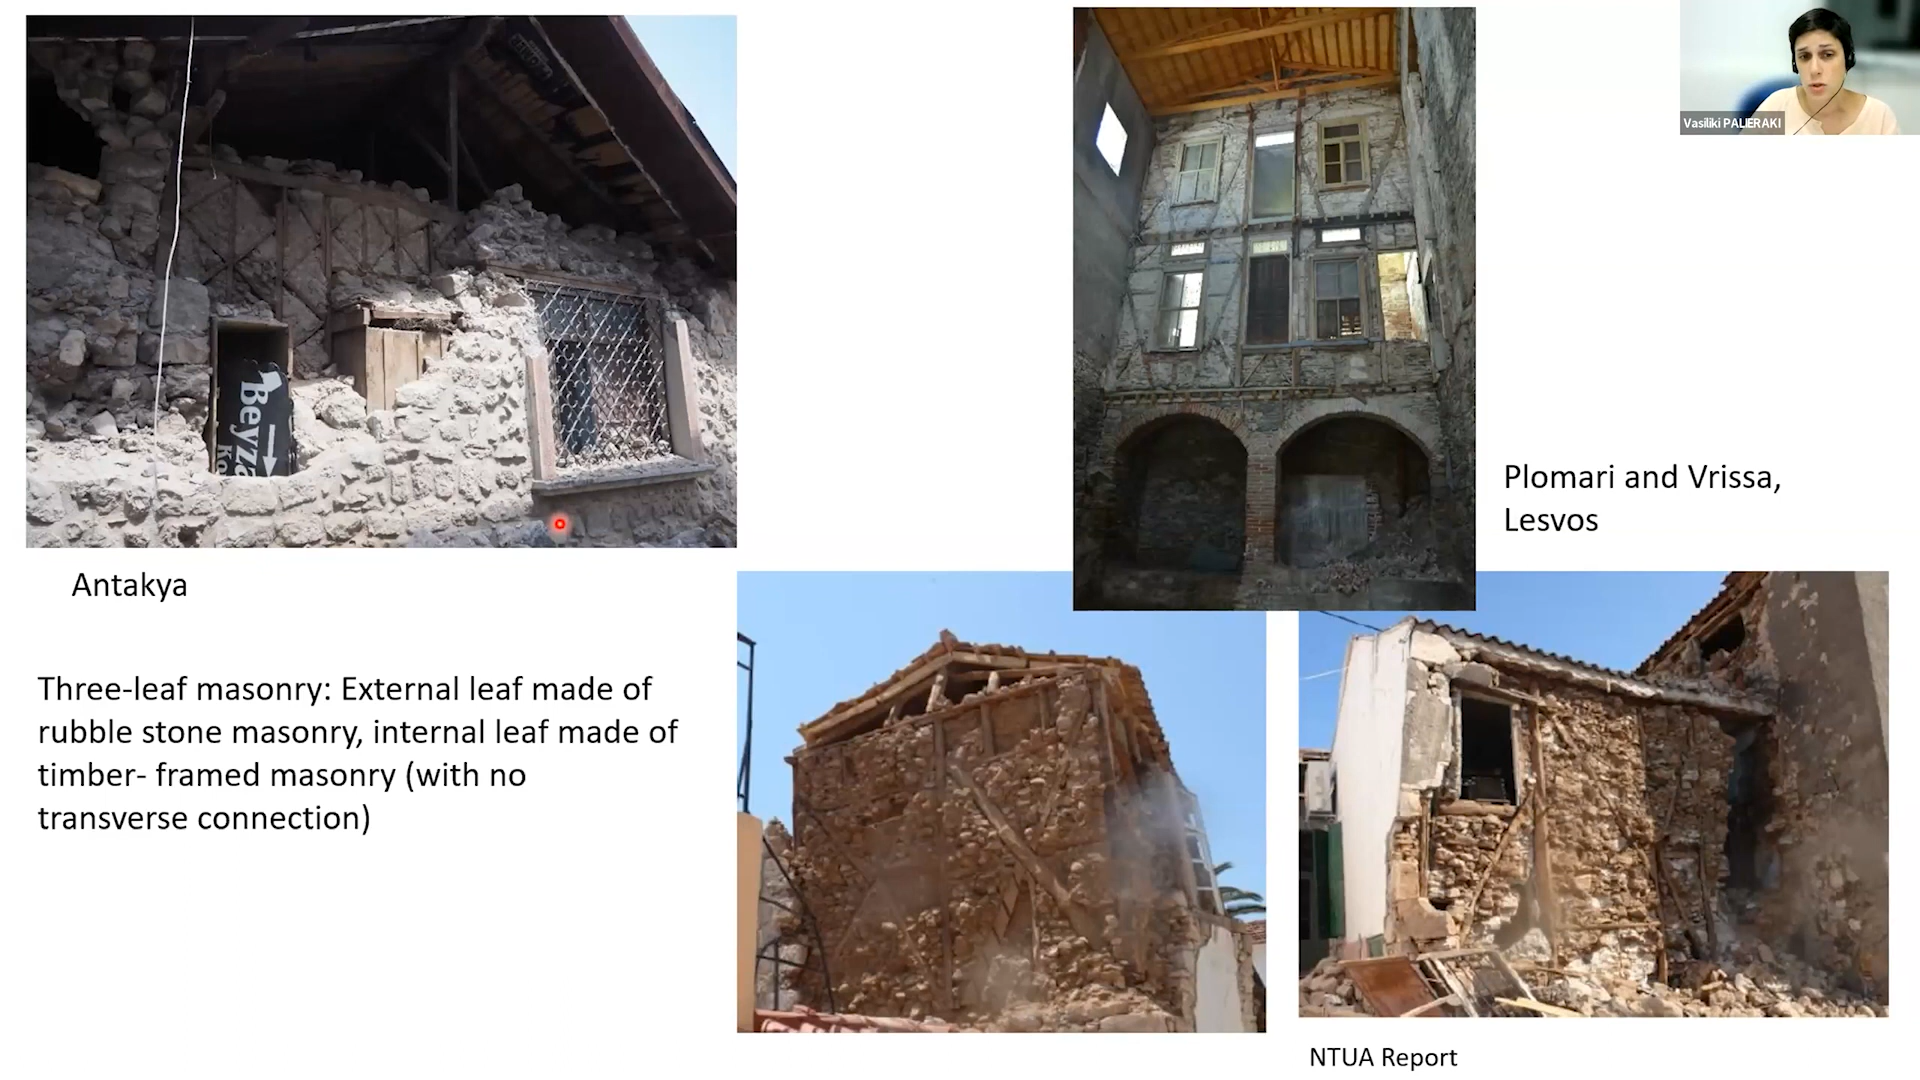 Vasiliki PALIERAKI
Beyza
Plomari and Vrissa,
Lesvos
Antakya
Three-leaf masonry: External leaf made of
rubble stone masonry, internal leaf made of
timber- framed masonry (with no
transverse connection)
NTUA Report